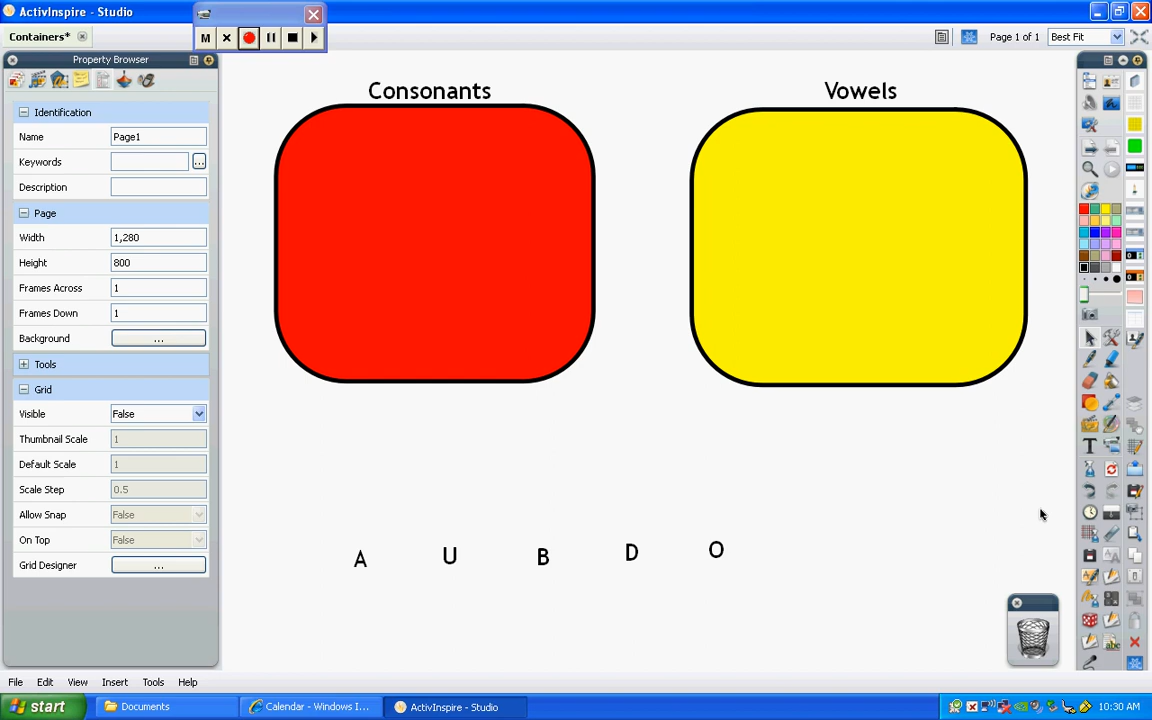 ActivInspire - Studio
Containers*
M
Page 1 of 1
Best Fit
Property Browser
Identification
Name
Page1
Keywords
...
Description
Page
Width
1,280
Height
800
Frames Across
1
Frames Down
1
Background
...
Tools
Grid
Visible
False
Thumbnail Scale
1
Default Scale
1
Scale Step
0.5
Allow Snap
False
On Top
False
Grid Designer
...
Consonants
Vowels
A U B D O
T
File Edit View Insert Tools Help
start
Documents
Calendar - Windows I...
ActivInspire - Studio
10:30 AM